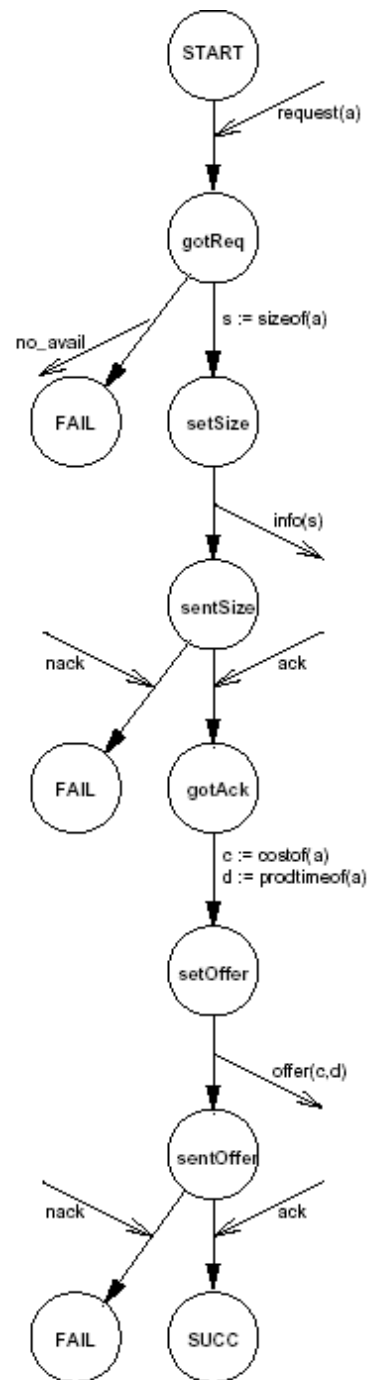 START
request(a)
gotReq
s := sizeof(a)
no_avail
FAIL
setSize
info(s)
sentSize
nack
ack
FAIL
gotAck
c := costof(a)
d := prodtimeof(a)
setOffer
offer(c,d)
sentOffer
nack
ack
FAIL
SUCC